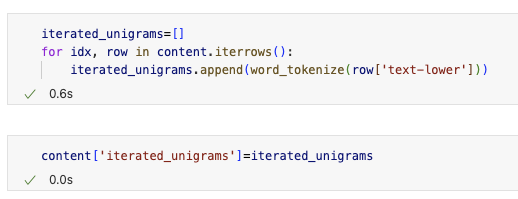 iterated_unigrams=[]
for idx, row in content.iterrows():
    iterated_unigrams.append(word_tokenize(row['text-lower']))
0.6s
content['iterated_unigrams']=iterated_unigrams
0.0s